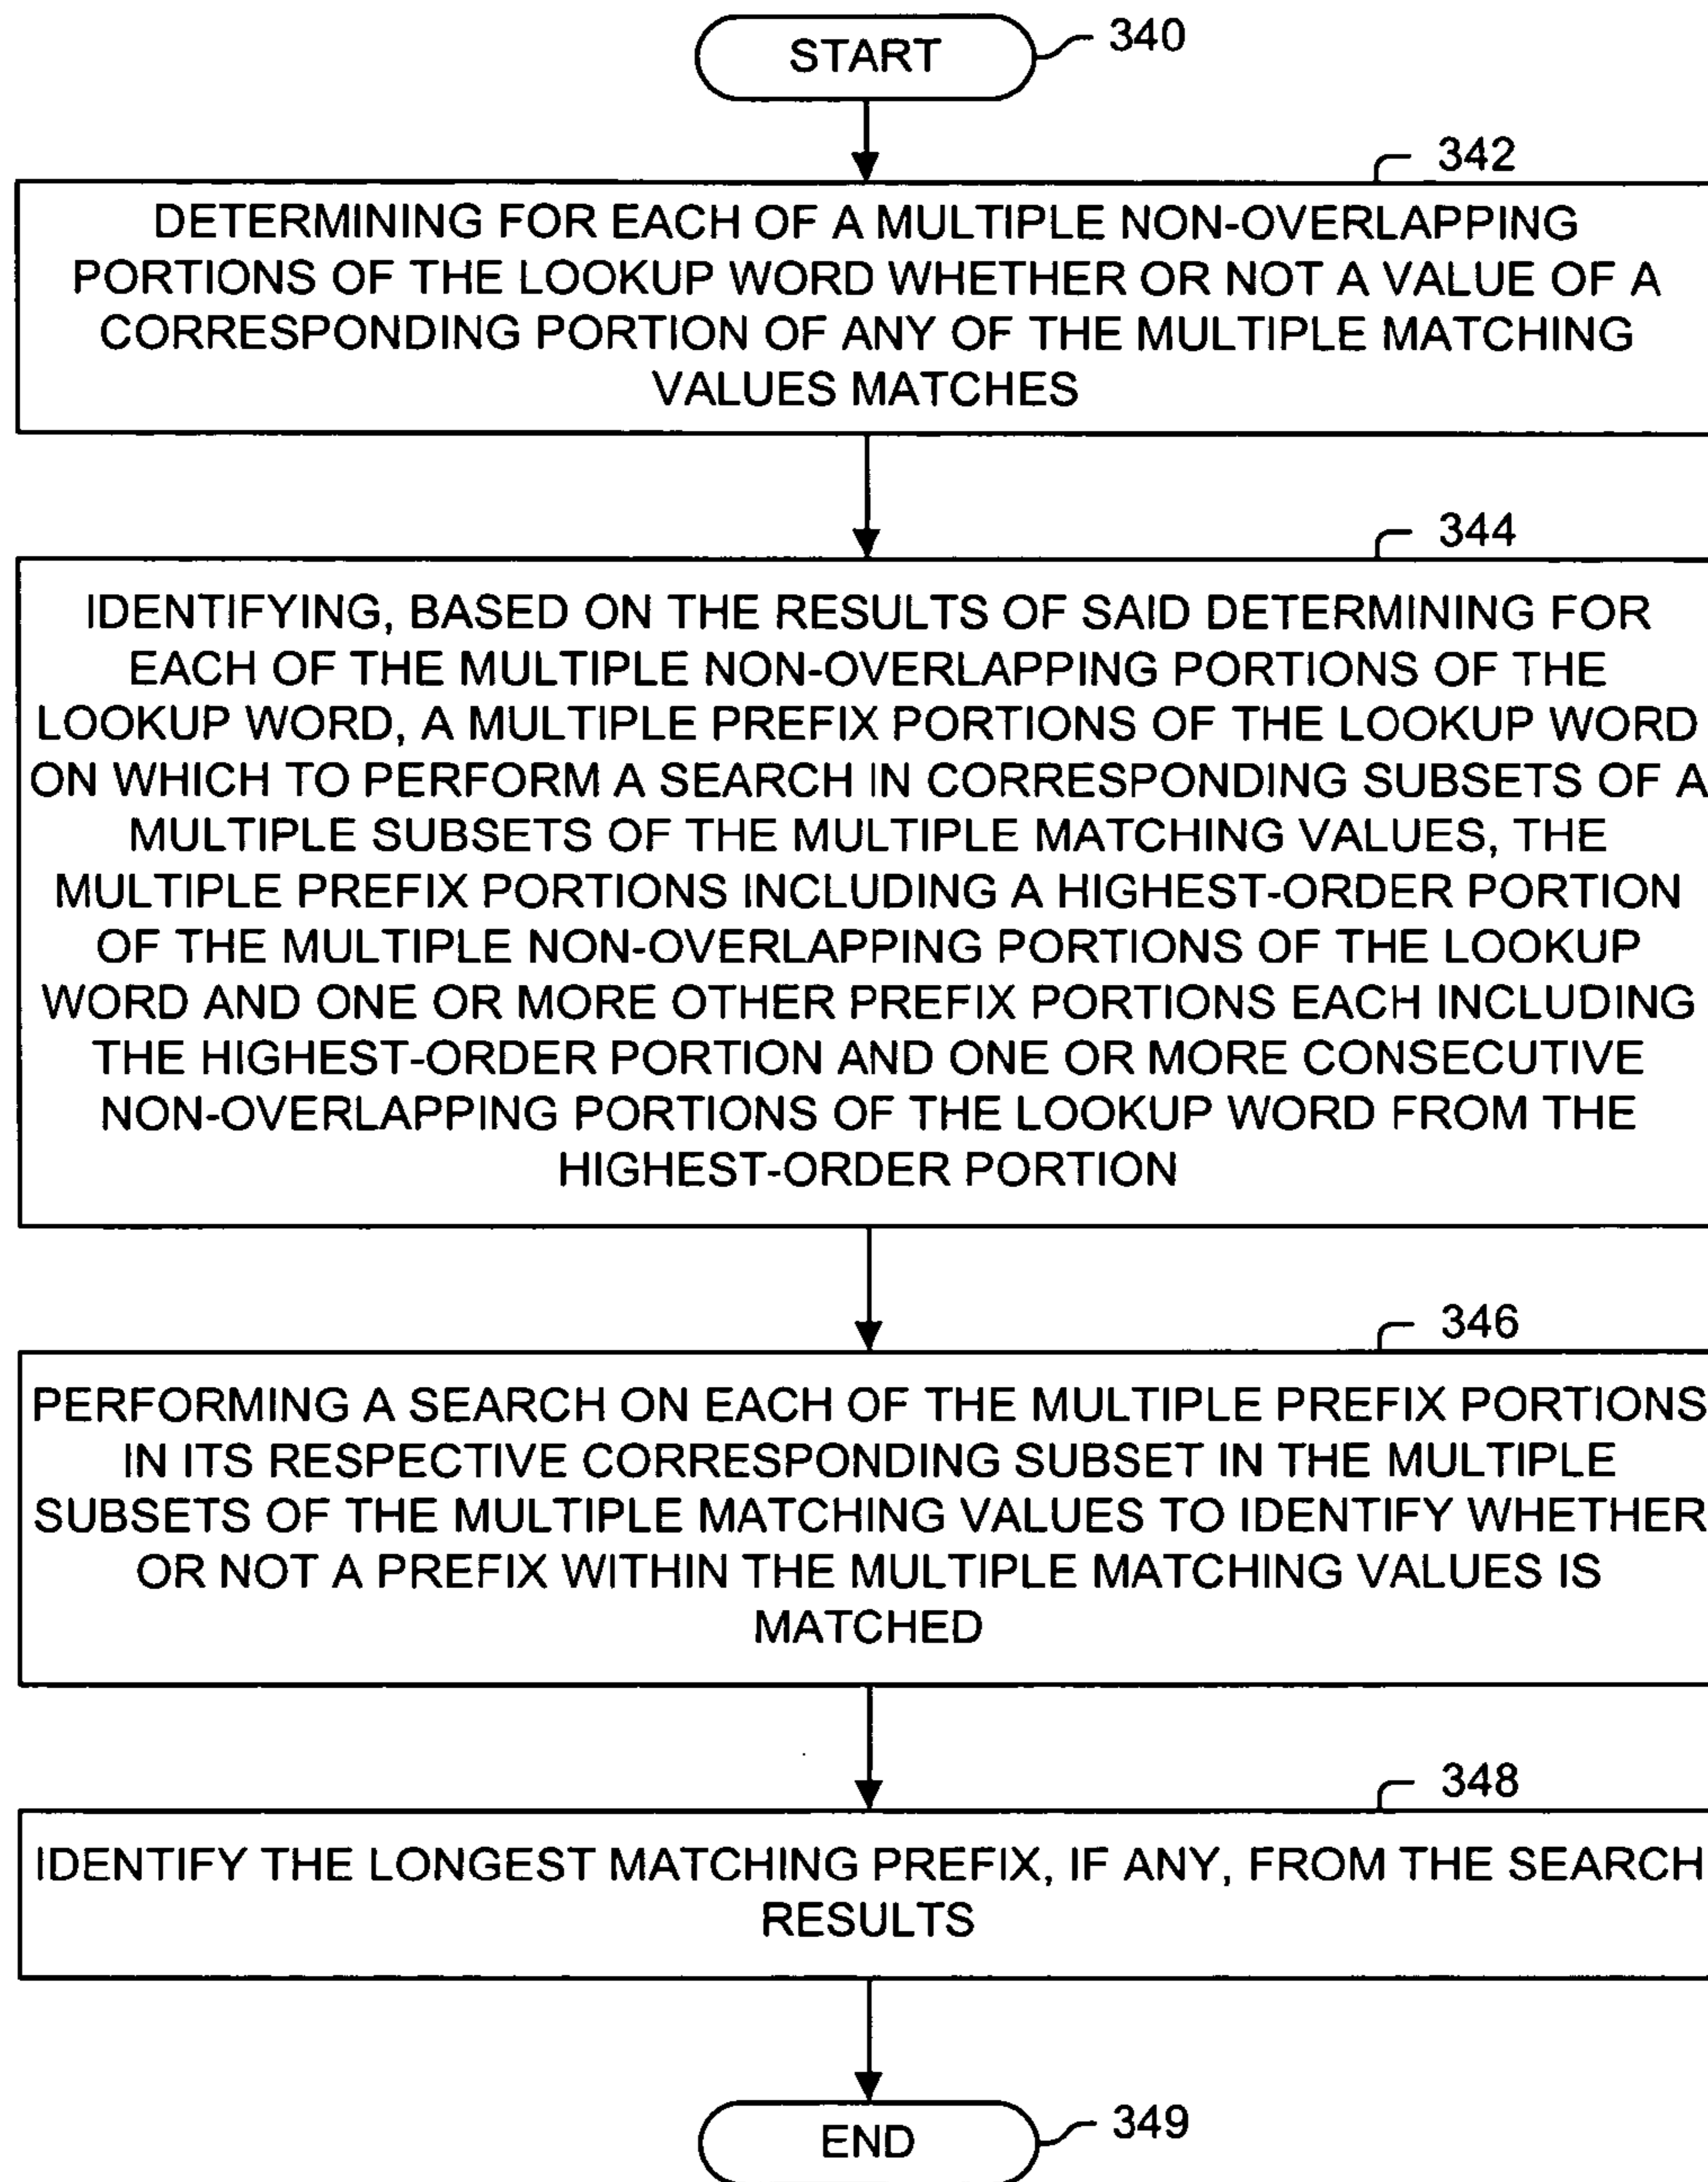 START
340
342
DETERMINING FOR EACH OF A MULTIPLE NON-OVERLAPPING
PORTIONS OF THE LOOKUP WORD WHETHER OR NOT A VALUE OF A
CORRESPONDING PORTION OF ANY OF THE MULTIPLE MATCHING
VALUES MATCHES
344
IDENTIFYING, BASED ON THE RESULTS OF SAID DETERMINING FOR
EACH OF THE MULTIPLE NON-OVERLAPPING PORTIONS OF THE
LOOKUP WORD, A MULTIPLE PREFIX PORTIONS OF THE LOOKUP WORD
ON WHICH TO PERFORM A SEARCH IN CORRESPONDING SUBSETS OF A
MULTIPLE SUBSETS OF THE MULTIPLE MATCHING VALUES, THE
MULTIPLE PREFIX PORTIONS INCLUDING A HIGHEST-ORDER PORTION
OF THE MULTIPLE NON-OVERLAPPING PORTIONS OF THE LOOKUP
WORD AND ONE OR MORE OTHER PREFIX PORTIONS EACH INCLUDING
THE HIGHEST-ORDER PORTION AND ONE OR MORE CONSECUTIVE
NON-OVERLAPPING PORTIONS OF THE LOOKUP WORD FROM THE
HIGHEST-ORDER PORTION
346
PERFORMING A SEARCH ON EACH OF THE MULTIPLE PREFIX PORTIONS
IN ITS RESPECTIVE CORRESPONDING SUBSET IN THE MULTIPLE
SUBSETS OF THE MULTIPLE MATCHING VALUES TO IDENTIFY WHETHER
OR NOT A PREFIX WITHIN THE MULTIPLE MATCHING VALUES IS
MATCHED
348
IDENTIFY THE LONGEST MATCHING PREFIX, IF ANY, FROM THE SEARCH
RESULTS
END
349